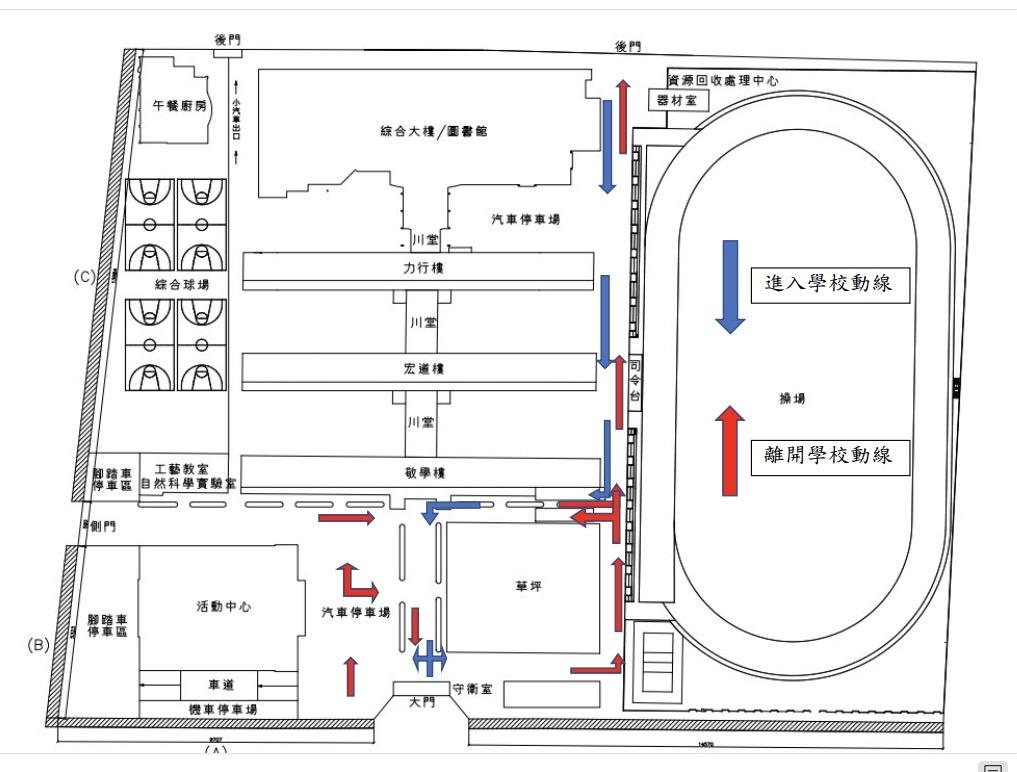 後門
後門
資源回收處理中心
器材室
午餐廚房
小汽車出口
綜合大樓/圖書館
汽車停車場
川堂
力行樓
(C)
綜合球場
進入學校動線
川堂
宏道樓
司令台
操場
川堂
離開學校動線
敬學樓
腳踏車
停車區
工藝教室
自然科學實驗室
側門
草坪
活動中心
汽車停車場
腳踏車
停車區
(B)
車道
守衛室
大門
機車停車場
(A)